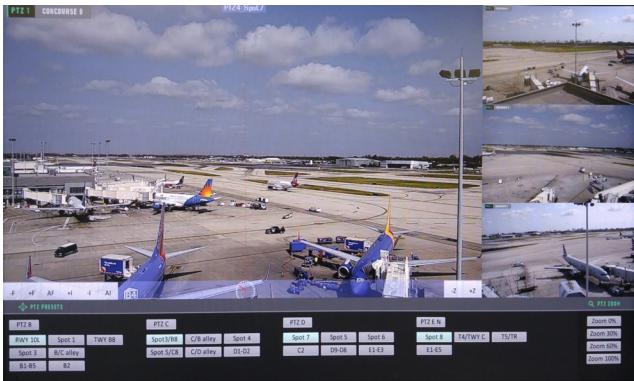 PTZ 1 CONCOURSE B
PTZ4-Spot7
-F +F AF +I -I AI
-Z +Z
PTZ PRESETS
PTZ ZOOM
PTZ B
RWY 10L Spot 1 TWY B8
Spot 3 B/C alley
B1-B5 B2
PTZ C
Spot3/B8 C/B alley Spot 4
Spot 5/C8 C/D alley D1-D2
PTZ D
Spot 7 Spot 5 Spot 6
C2 D9-D8 E1-E3
PTZ E.N
Spot 8 T4/TWY C T5/TR
E1-E5
Zoom 0%
Zoom 30%
Zoom 60%
Zoom 100%